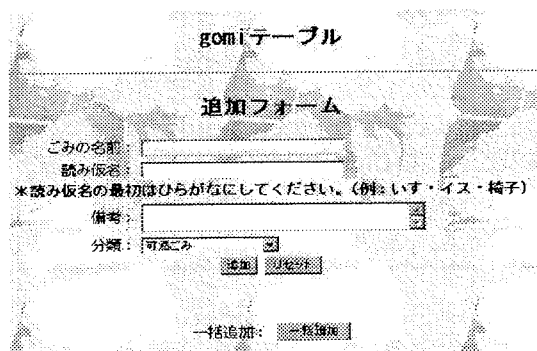 gomiテーブル
追加フォーム
ごみの名前：
読み仮名：
＊読み仮名の最初はひらがなにしてください。（例：いす・イス・椅子）
備考：
分類： 可燃ごみ
追加 リセット
一括追加： 一括追加